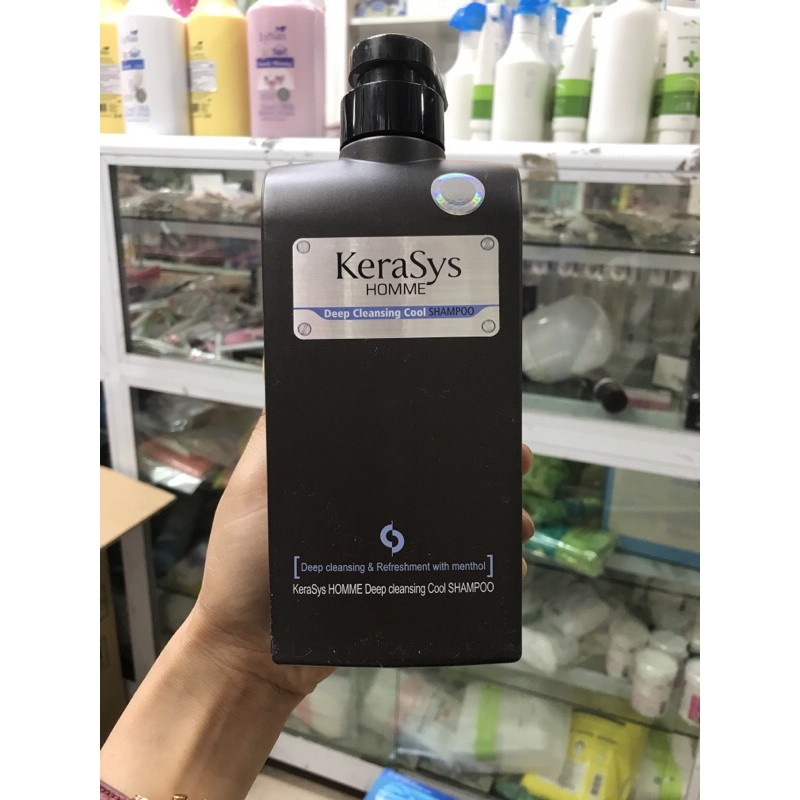 KeraSys
HOMME
Deep Cleansing Cool SHAMPOO
[Deep cleansing & Refreshment with menthol]
KeraSys HOMME Deep cleansing Cool SHAMPOO